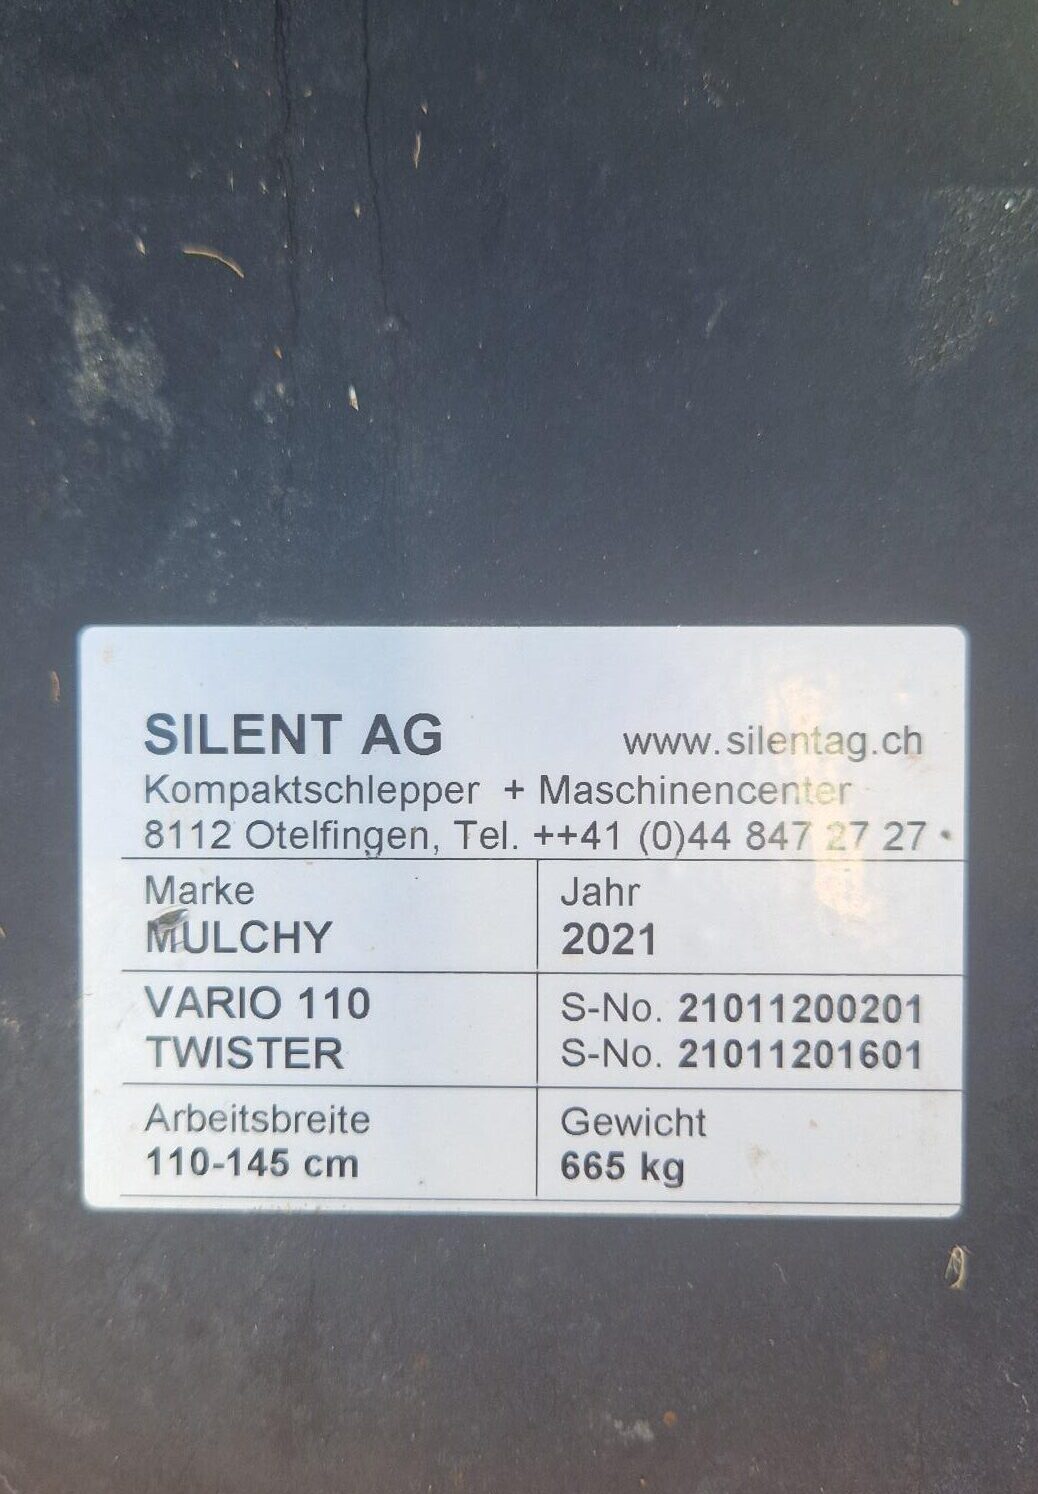 SILENT AG www.silentag.ch
Kompaktschlepper + Maschinencenter
8112 Otelfingen, Tel. ++41 (0)44 847 27 27
Marke Jahr
MULCHY 2021
VARIO 110 S-No. 21011200201
TWISTER S-No. 21011201601
Arbeitsbreite Gewicht
110-145 cm 665 kg